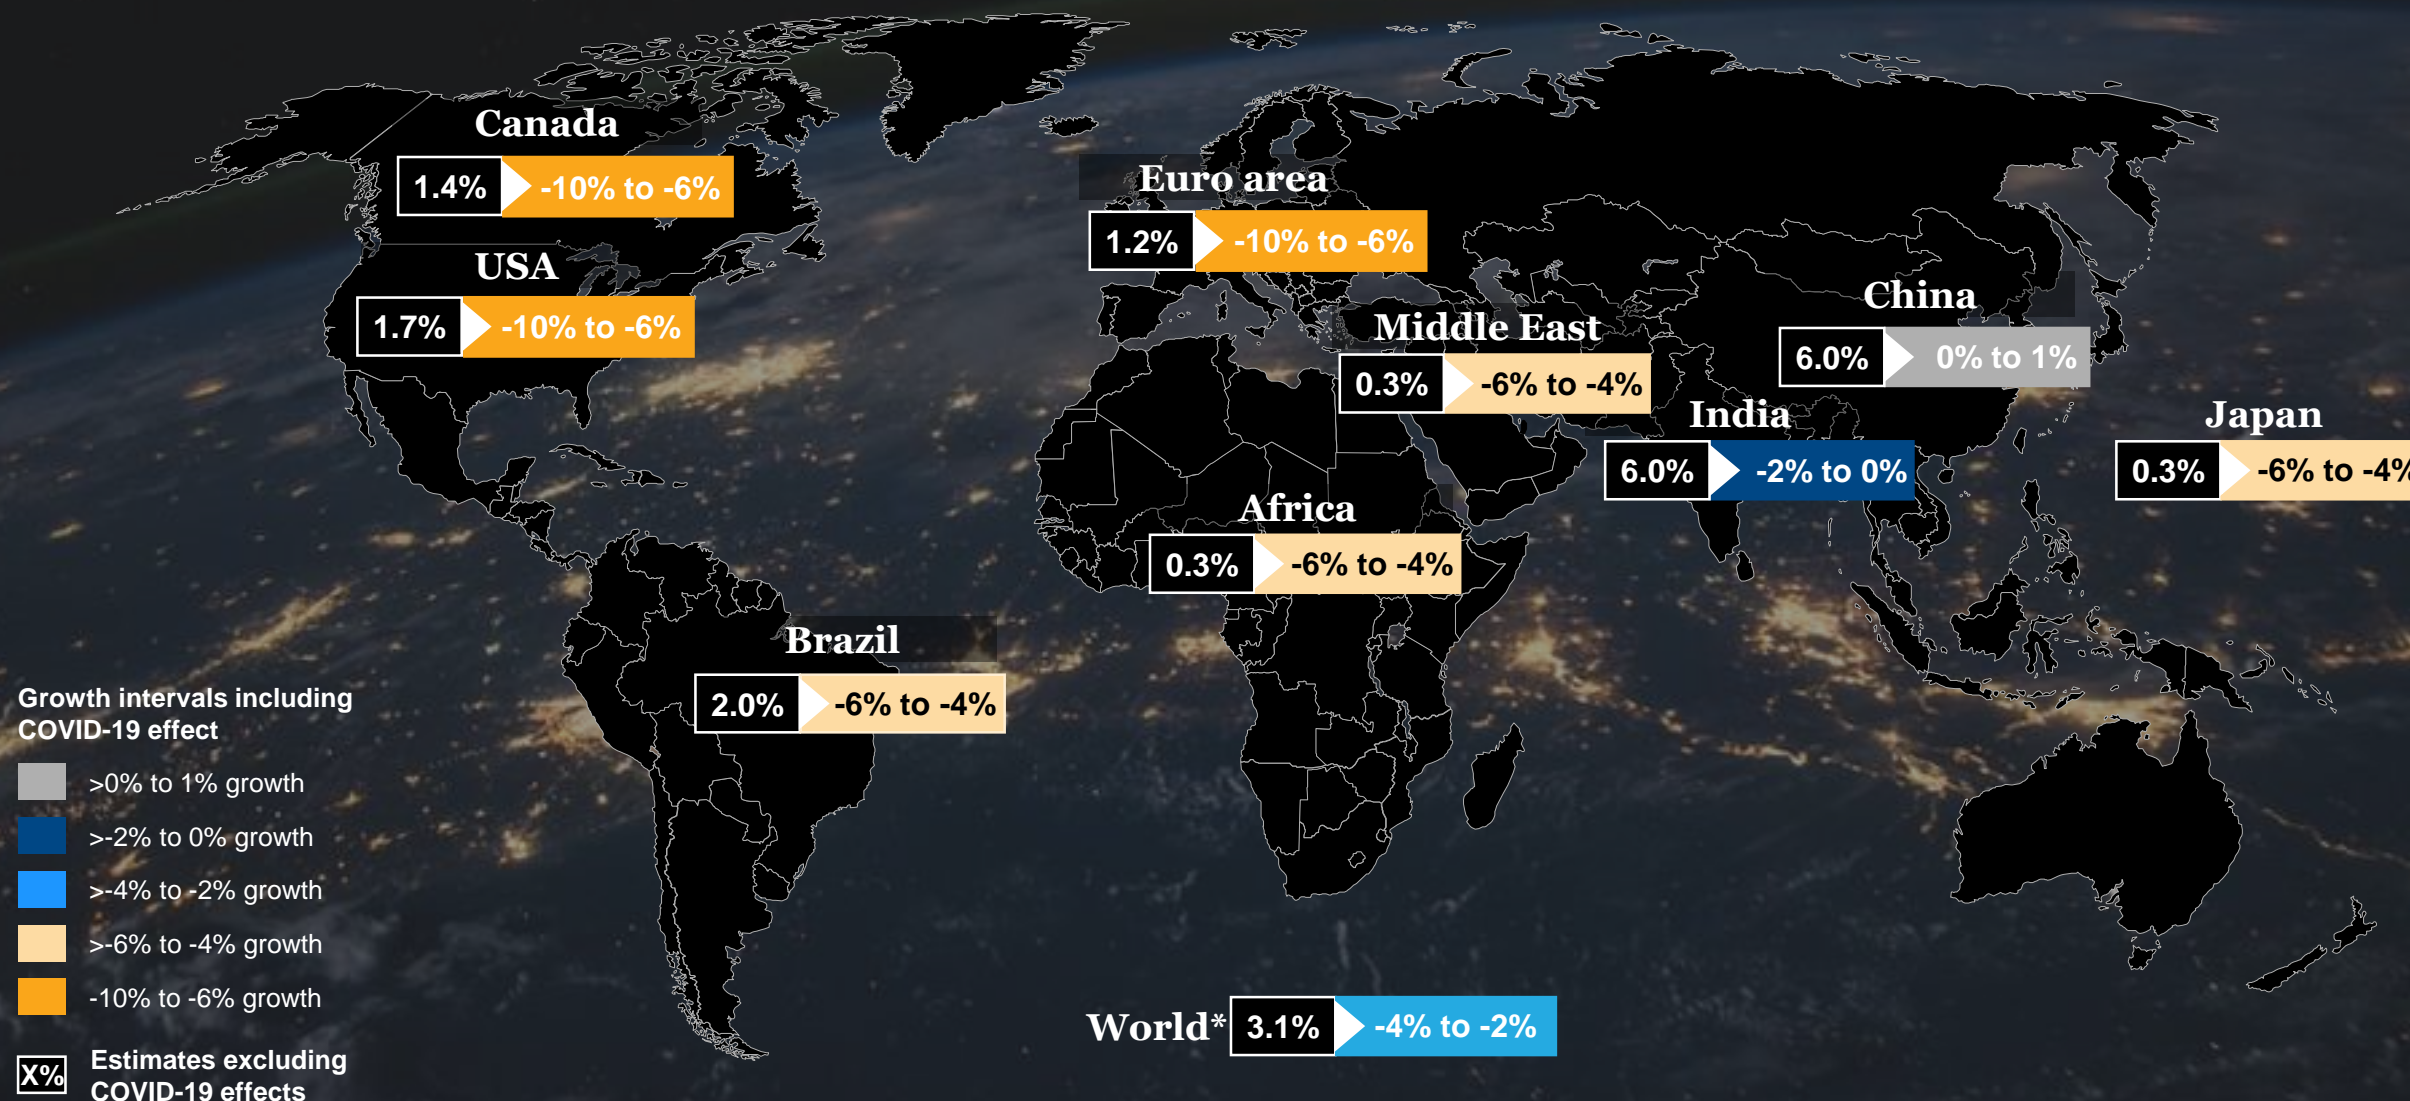 Canada
1.4% -10% to -6%
Euro area
1.2% -10% to -6%
USA
1.7% -10% to -6%
China
6.0% 0% to 1%
Middle East
0.3% -6% to -4%
India
6.0% -2% to 0%
Japan
0.3% -6% to -4%
Africa
0.3% -6% to -4%
Brazil
2.0% -6% to -4%
Growth intervals including
COVID-19 effect
>0% to 1% growth
>-2% to 0% growth
>-4% to -2% growth
>-6% to -4% growth
-10% to -6% growth
X% Estimates excluding
COVID-19 effects
World* 3.1% -4% to -2%